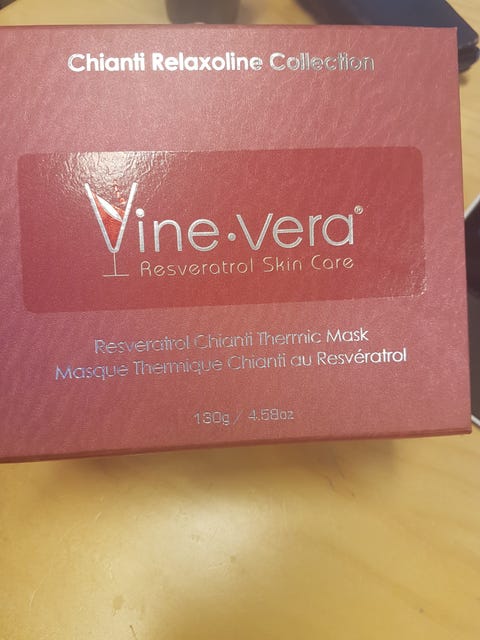 Chianti Relaxoline Collection
Vine·vera®
Resveratrol Skin Care
Resveratrol Chianti Thermic Mask
Masque Thermique Chianti au Resvératrol
130g / 4.58oz